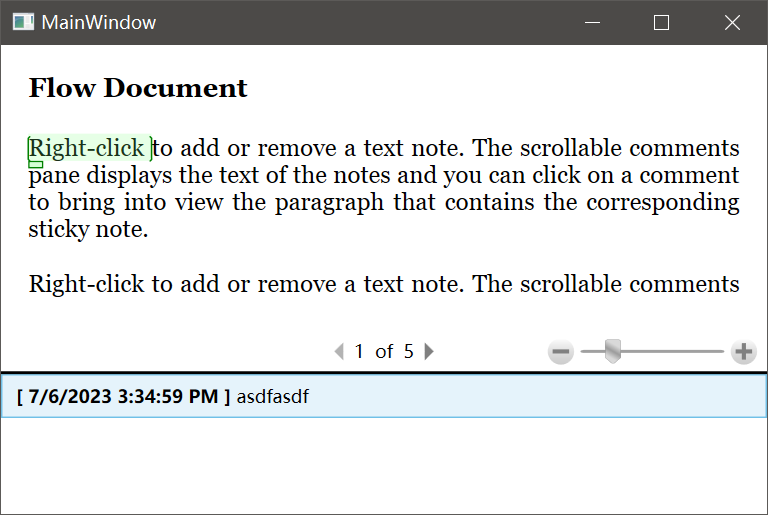 MainWindow
Flow Document
Right-click to add or remove a text note. The scrollable comments
pane displays the text of the notes and you can click on a comment
to bring into view the paragraph that contains the corresponding
sticky note.
Right-click to add or remove a text note. The scrollable comments
1 of 5
[ 7/6/2023 3:34:59 PM ] asdfasdf